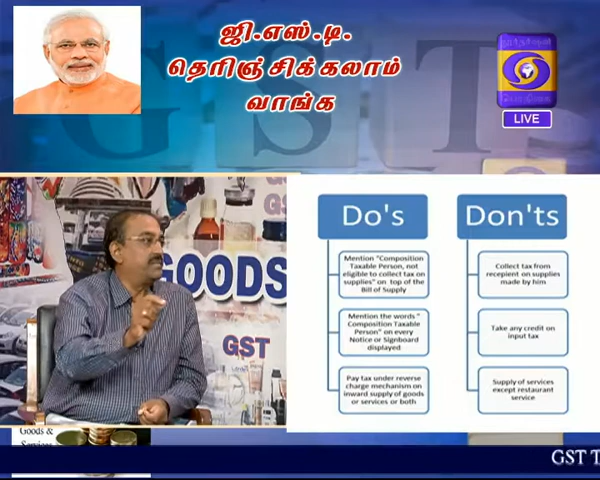 ஜி.எஸ்.டி.
தெரிஞ்சிக்கலாம்
வாங்க
GST
LIVE
GOODS
GST
Do's
Mention "Composition
Taxable Person, not
eligible to collect tax on
supplies" on top of the
Bill of Supply
Mention the words "
Composition Taxable
Person" on every
Notice or Signboard
displayed
Pay tax under reverse
charge mechanism on
inward supply of goods
or services or both
Don'ts
Collect tax from
recepient on supplies
made by him
Take any credit on
input tax
Supply of services
except restaurant
service
Goods &
Services
GST T